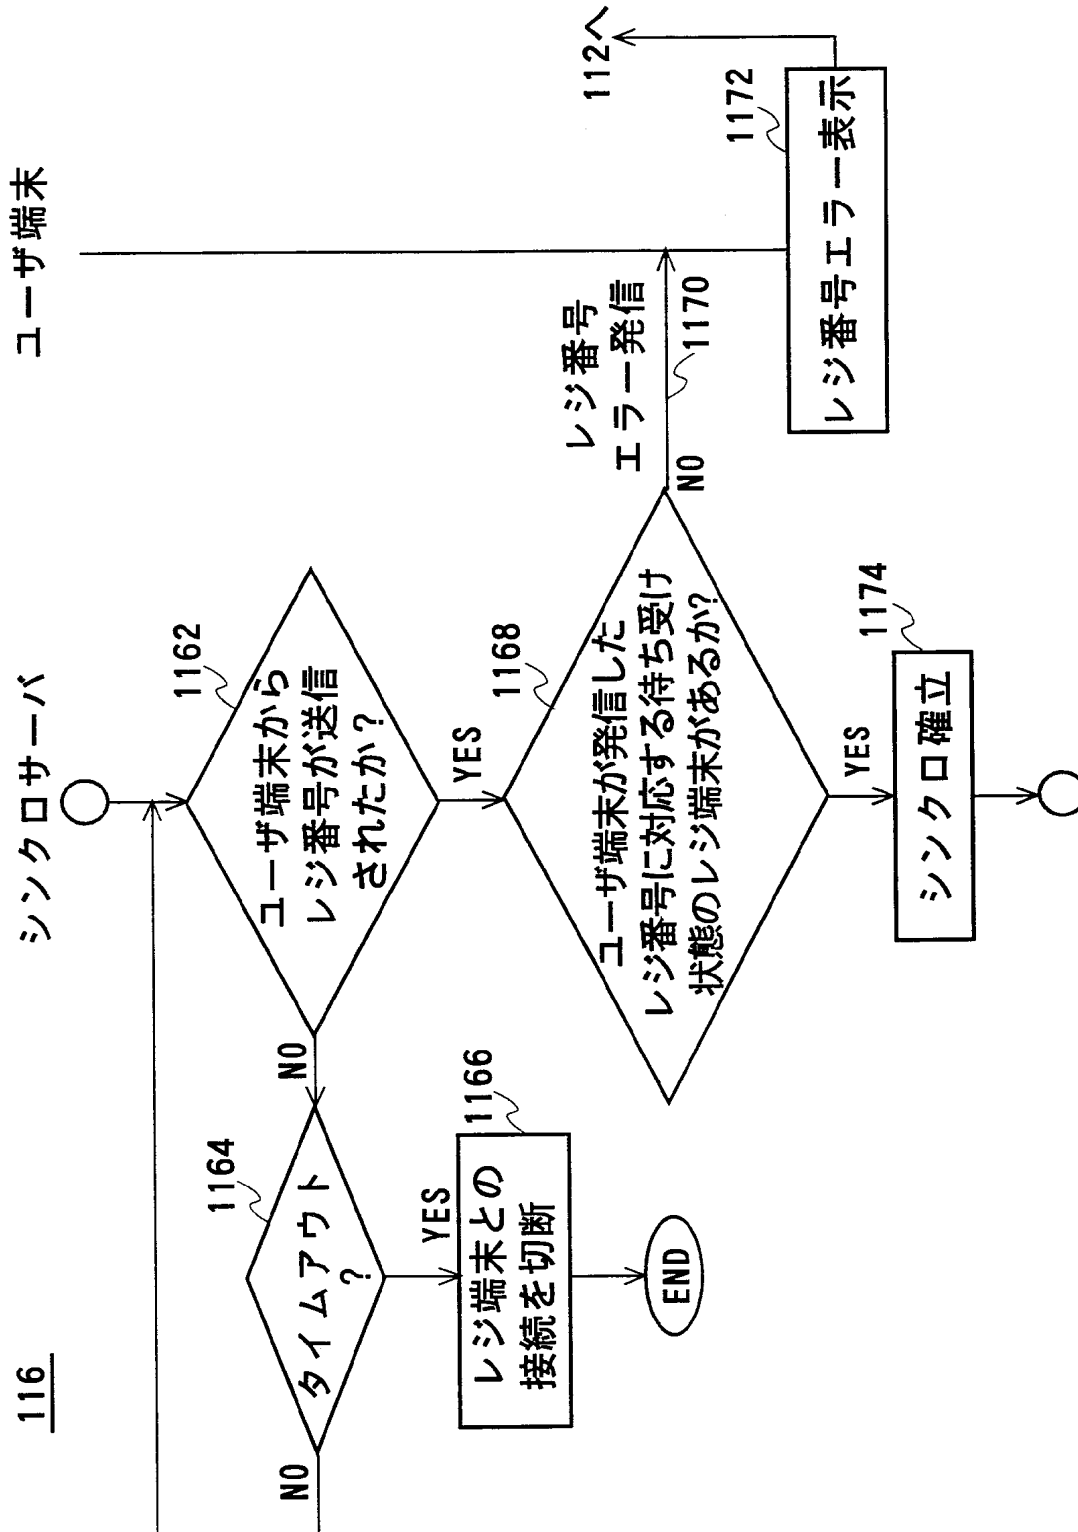 116
シンクロサーバ
ユーザ端末
1162
ユーザ端末から
レジ番号が送信
されたか？
NO
YES
1164
タイムアウト
？
NO
YES
1166
レジ端末との
接続を切断
END
1168
ユーザ端末が発信した
レジ番号に対応する待ち受け
状態のレジ端末があるか？
NO
YES
レジ番号
エラー発信
1170
1172
レジ番号エラー表示
112へ
1174
シンクロ確立